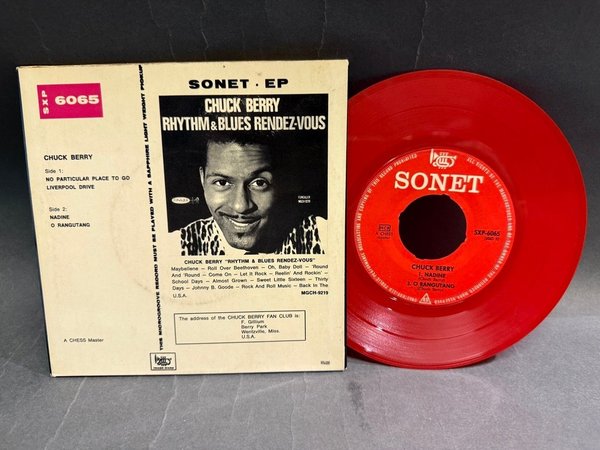 SXP 6065
CHUCK BERRY
Side 1:
NO PARTICULAR PLACE TO GO
LIVERPOOL DRIVE
Side 2:
NADINE
O RANGUTANG
A CHESS Master
THE MICROGROOVE RECORD MUST BE PLAYED WITH A SAPPHIRE LIGHT WEIGHT PICKUP
SONET · EP
CHUCK BERRY
RHYTHM & BLUES RENDEZ-VOUS
CHUCK BERRY "RHYTHM & BLUES RENDEZ-VOUS"
Maybellene — Roll Over Beethoven — Oh, Baby Doll — 'Round
And 'Round — Come On — Let It Rock — Reelin' And Rockin' —
School Days — Almost Grown — Sweet Little Sixteen — Thirty
Days — Johnny B. Goode — Rock And Roll Music — Back In The
U.S.A.
MGCH-9219
The address of the CHUCK BERRY FAN CLUB is:
F. Gillium
Berry Park
Wentzville, Miss.
U.S.A.
SONET
SXP-6065
CHUCK BERRY
1. NADINE
2. O RANGUTANG